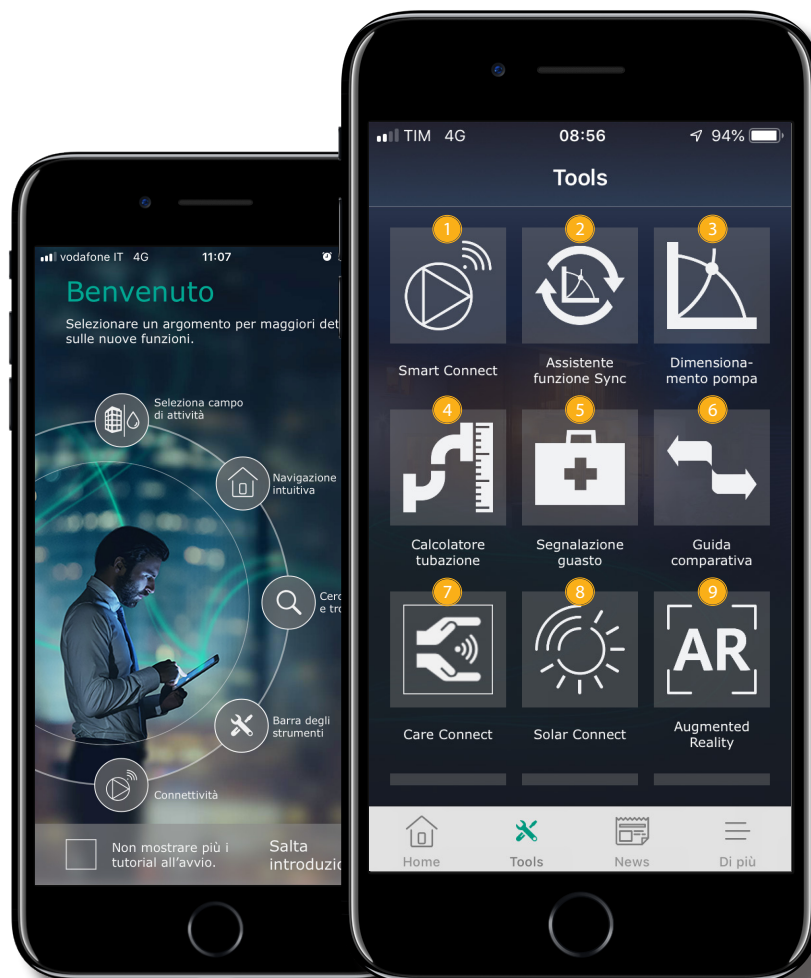 vodafone IT 4G 11:07
Benvenuto
Selezionare un argomento per maggiori det
sulle nuove funzioni.
Seleziona campo
di attività
Navigazione
intuitiva
Cerc
e tro
Barra degli
strumenti
Connettività
Non mostrare più i
tutorial all'avvio.
Salta
introduzio
TIM 4G 08:56 94%
Tools
1
Smart Connect
2
Assistente
funzione Sync
3
Dimensiona-
mento pompa
4
Calcolatore
tubazione
5
Segnalazione
guasto
6
Guida
comparativa
7
Care Connect
8
Solar Connect
9
AR
Augmented
Reality
Home
Tools
News
Di più